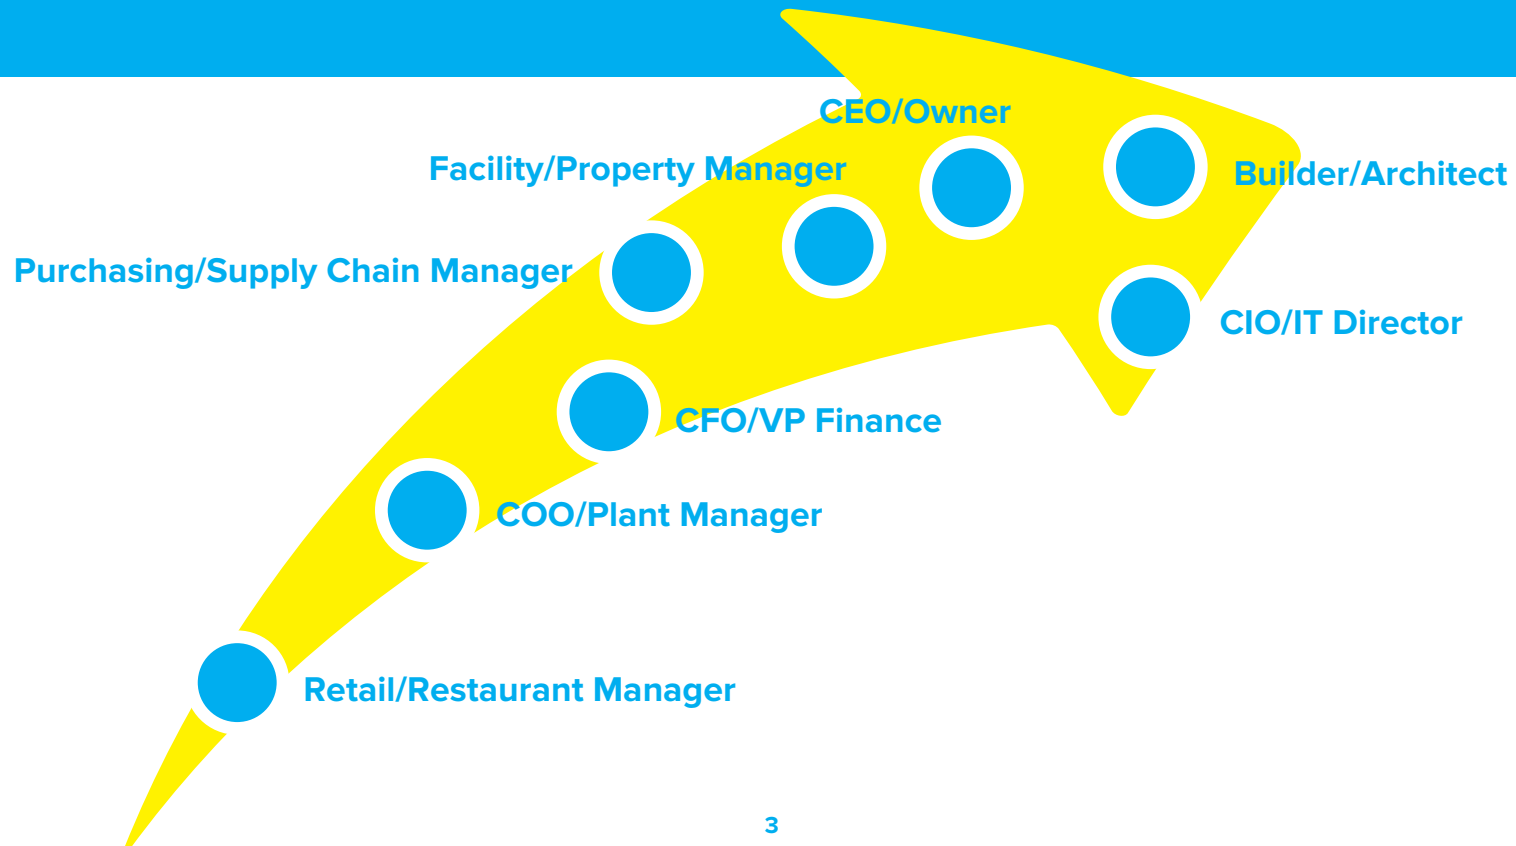 CEO/Owner
Facility/Property Manager
Builder/Architect
Purchasing/Supply Chain Manager
CIO/IT Director
CFO/VP Finance
COO/Plant Manager
Retail/Restaurant Manager
3